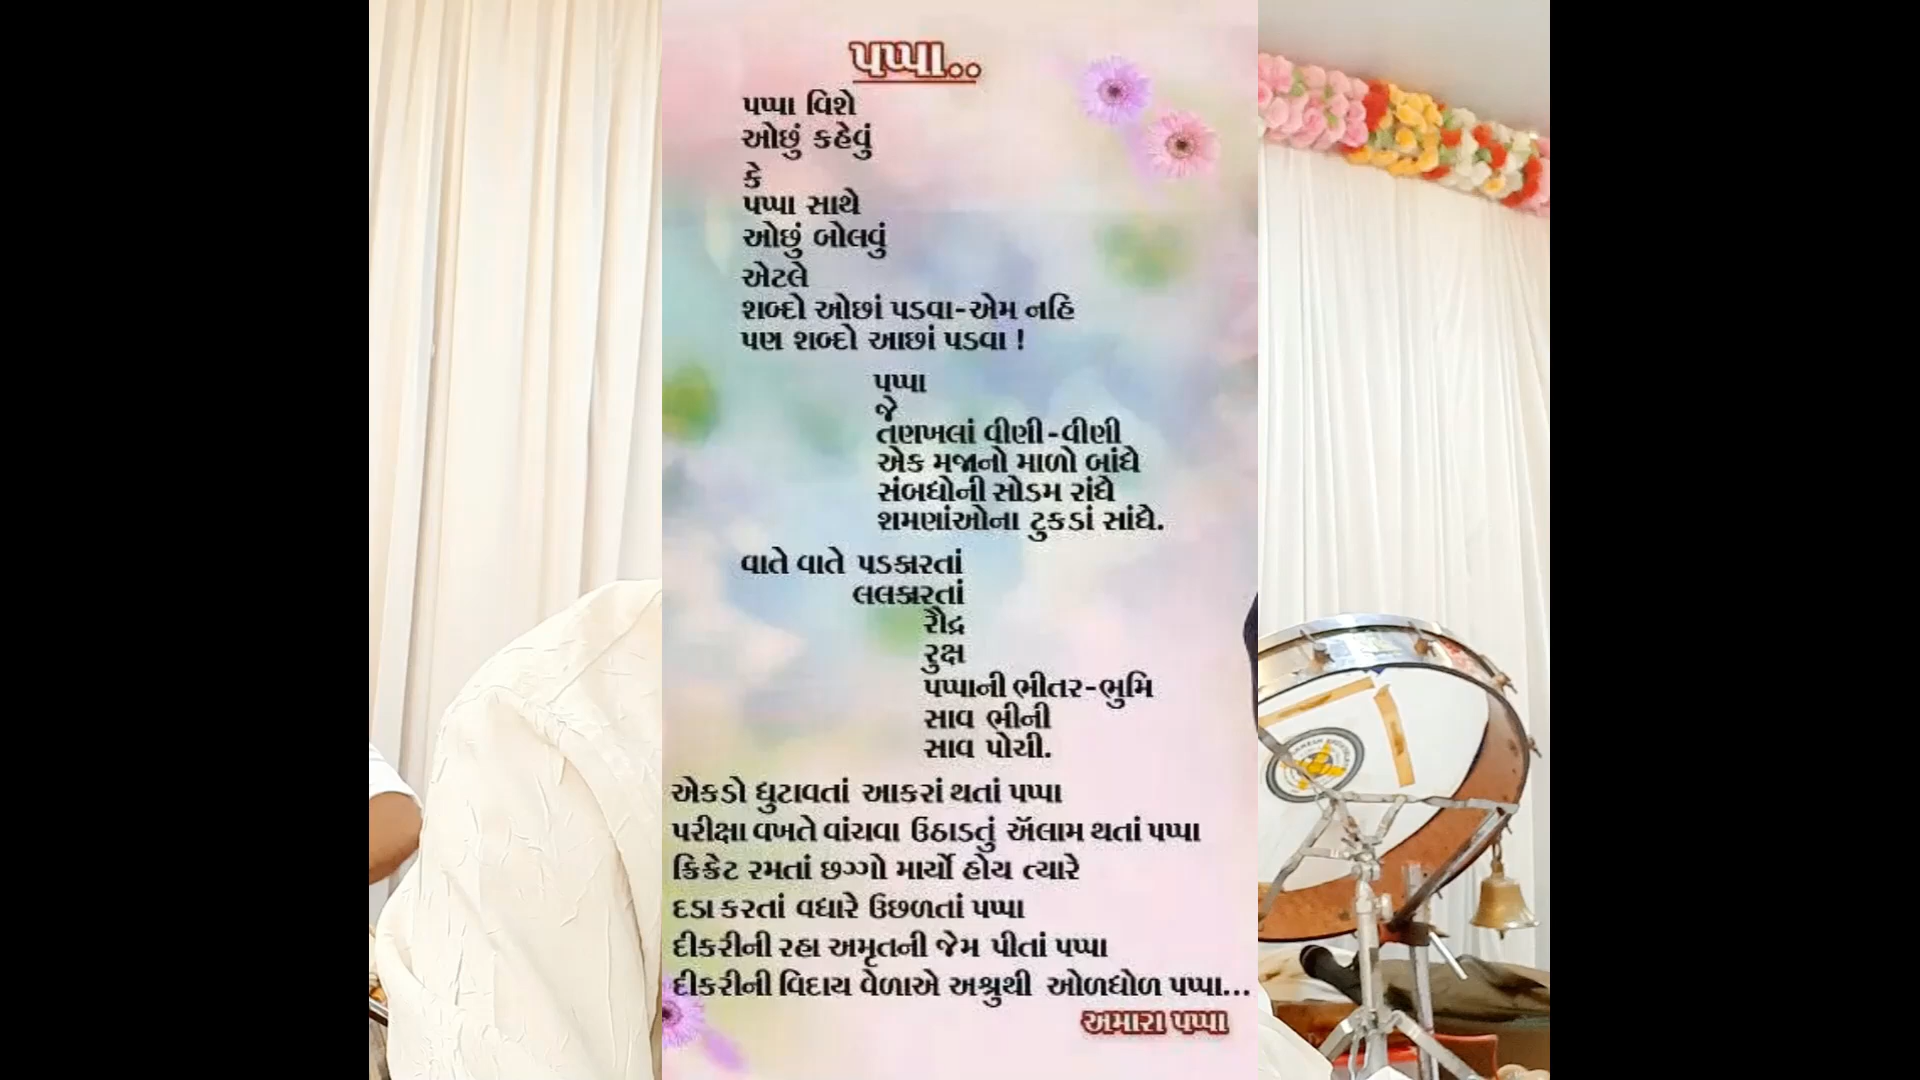 પપ્પા..
પપ્પા વિશે
ઓછું કહેવું
કે
પપ્પા સાથે
ઓછું બોલવું
એટલે
શબ્દો ઓછાં પડવા-એમ નહિ
પણ શબ્દો આછાં પડવા !
પપ્પા
જે
તણખલાં વીણી-વીણી
એક મજાનો માળો બાંધે
સંબધોની સોડમ રાંધે
શમણાંઓના ટુકડાં સાંધે.
વાતે વાતે પડકારતાં
લલકારતાં
રૌદ્ર
રુક્ષ
પપ્પાની ભીતર-ભુમિ
સાવ ભીની
સાવ પોચી.
એકડો ઘુટાવતાં આકરાં થતાં પપ્પા
પરીક્ષા વખતે વાંચવા ઉઠાડતું ઍલામ થતાં પપ્પા
ક્રિકેટ રમતાં છગ્ગો માર્યો હોય ત્યારે
દડા કરતાં વધારે ઉછળતાં પપ્પા
દીકરીની રહા અમૃતની જેમ પીતાં પપ્પા
દીકરીની વિદાય વેળાએ અશ્રુથી ઓળઘોળ પપ્પા...
અમારા પપ્પા